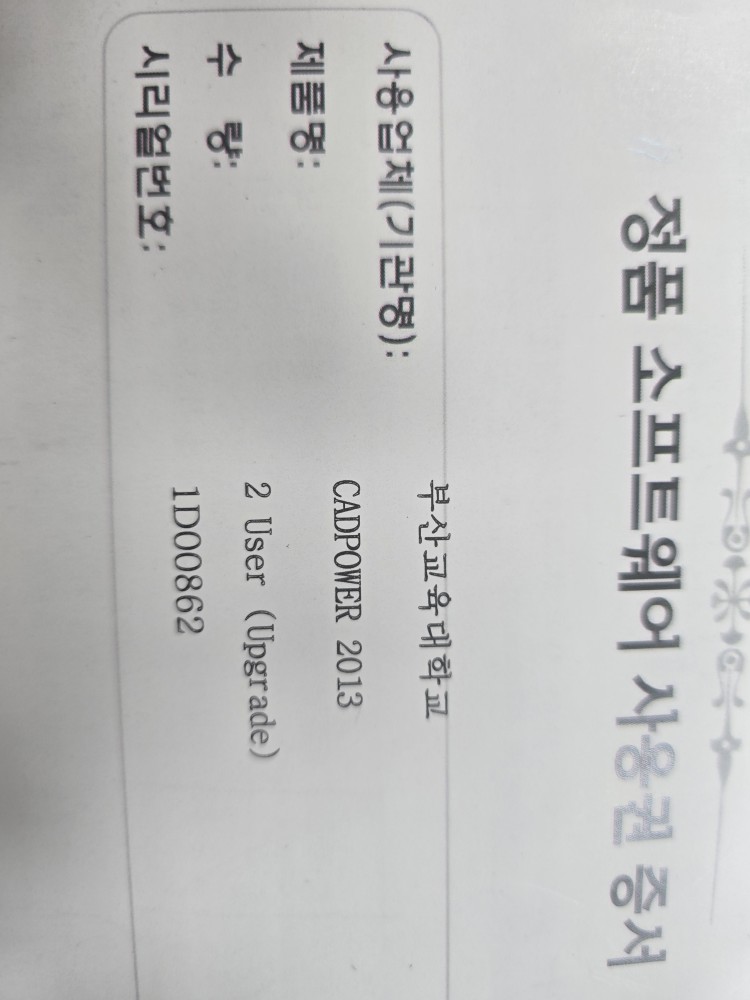 정품 소프트웨어 사용권 증서
사용업체(기관명): 부산교육대학교
제품명: CADPOWER 2013
수 량: 2 User (Upgrade)
시리얼번호: 1D00862